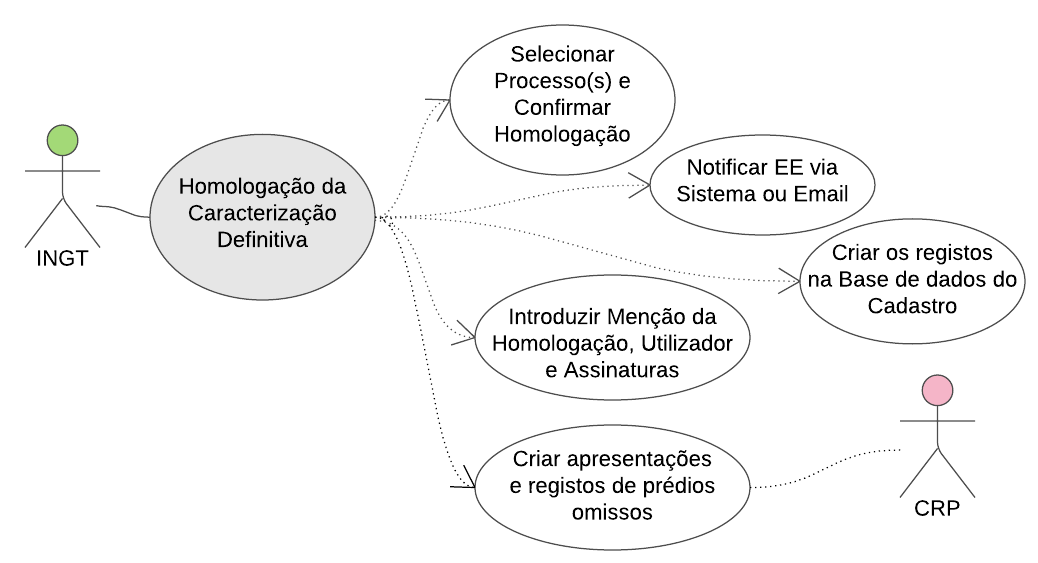 Selecionar
Processo(s) e
Confirmar
Homologação
Notificar EE via
Sistema ou Email
Homologação da
Caracterização
Definitiva
INGT
Criar os registos
na Base de dados do
Cadastro
Introduzir Menção da
Homologação, Utilizador
e Assinaturas
Criar apresentações
e registos de prédios
omissos
CRP